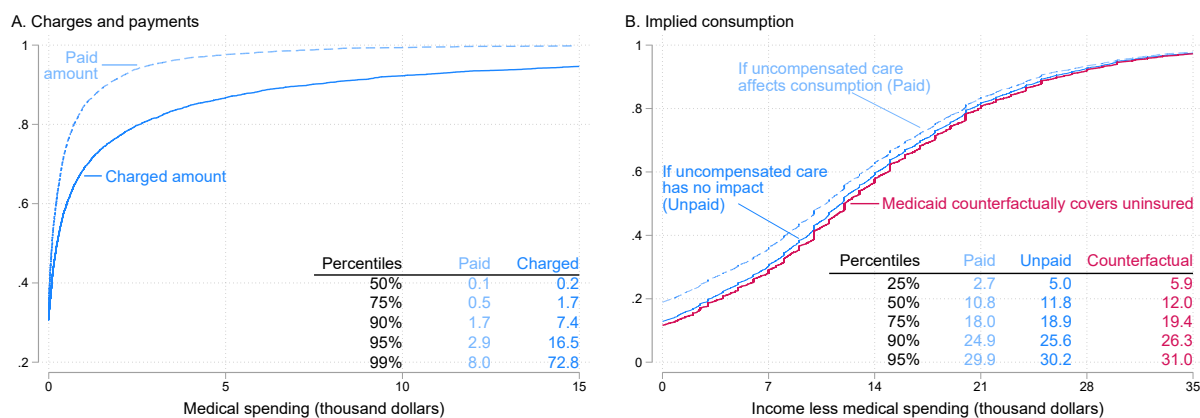 A. Charges and payments
1
.8
.6
.4
.2
Paid
amount
Charged amount
Percentiles Paid Charged
50% 0.1 0.2
75% 0.5 1.7
90% 1.7 7.4
95% 2.9 16.5
99% 8.0 72.8
0 5 10 15
Medical spending (thousand dollars)
B. Implied consumption
1
.8
.6
.4
.2
0
If uncompensated care
affects consumption (Paid)
If uncompensated care
has no impact
(Unpaid)
Medicaid counterfactually covers uninsured
Percentiles Paid Unpaid Counterfactual
25% 2.7 5.0 5.9
50% 10.8 11.8 12.0
75% 18.0 18.9 19.4
90% 24.9 25.6 26.3
95% 29.9 30.2 31.0
0 7 14 21 28 35
Income less medical spending (thousand dollars)